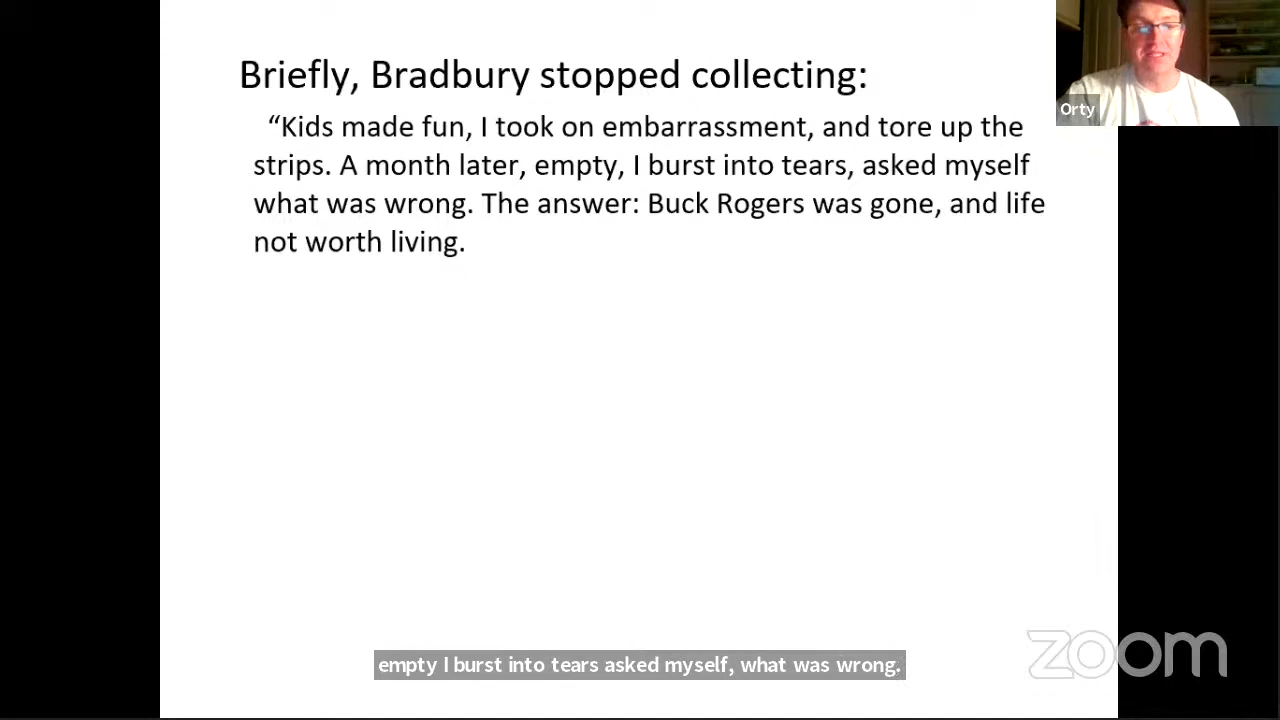 Briefly, Bradbury stopped collecting:
“Kids made fun, I took on embarrassment, and tore up the
strips. A month later, empty, I burst into tears, asked myself
what was wrong. The answer: Buck Rogers was gone, and life
not worth living.
Orty
empty I burst into tears asked myself, what was wrong.
zoom